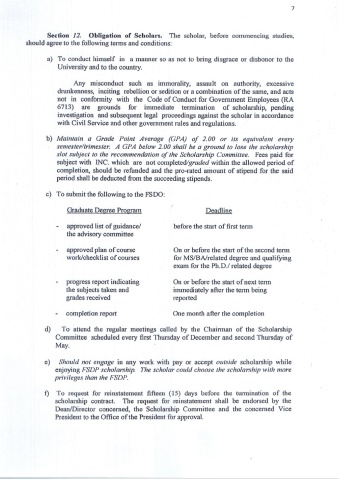 7
Section 12. Obligation of Scholars. The scholar, before commencing studies,
should agree to the following terms and conditions:
a) To conduct himself in a manner so as not to bring disgrace or dishonor to the
University and to the country.
Any misconduct such as immorality, assault on authority, excessive
drunkenness, inciting rebellion or sedition or a combination of the same, and acts
not in conformity with the Code of Conduct for Government Employees (RA
6713) are grounds for immediate termination of scholarship, pending
investigation and subsequent legal proceedings against the scholar in accordance
with Civil Service and other government rules and regulations.
b) Maintain a Grade Point Average (GPA) of 2.00 or its equivalent every
semester/trimester. A GPA below 2.00 shall be a ground to lose the scholarship
slot subject to the recommendation of the Scholarship Committee. Fees paid for
subject with INC. which are not completed/graded within the allowed period of
completion, should be refunded and the pro-rated amount of stipend for the said
period shall be deducted from the succeeding stipends.
c) To submit the following to the FSDO:
Graduate Degree Program Deadline
- approved list of guidance/ before the start of first term
the advisory committee
- approved plan of course On or before the start of the second term
work/checklist of courses for MS/BA/related degree and qualifying
exam for the Ph.D./ related degree
- progress report indicating On or before the start of next term
the subjects taken and immediately after the term being
grades received reported
- completion report One month after the completion
d) To attend the regular meetings called by the Chairman of the Scholarship
Committee scheduled every first Thursday of December and second Thursday of
May.
e) Should not engage in any work with pay or accept outside scholarship while
enjoying FSDP scholarship. The scholar could choose the scholarship with more
privileges than the FSDP.
f) To request for reinstatement fifteen (15) days before the termination of the
scholarship contract. The request for reinstatement shall be endorsed by the
Dean/Director concerned, the Scholarship Committee and the concerned Vice
President to the Office of the President for approval.